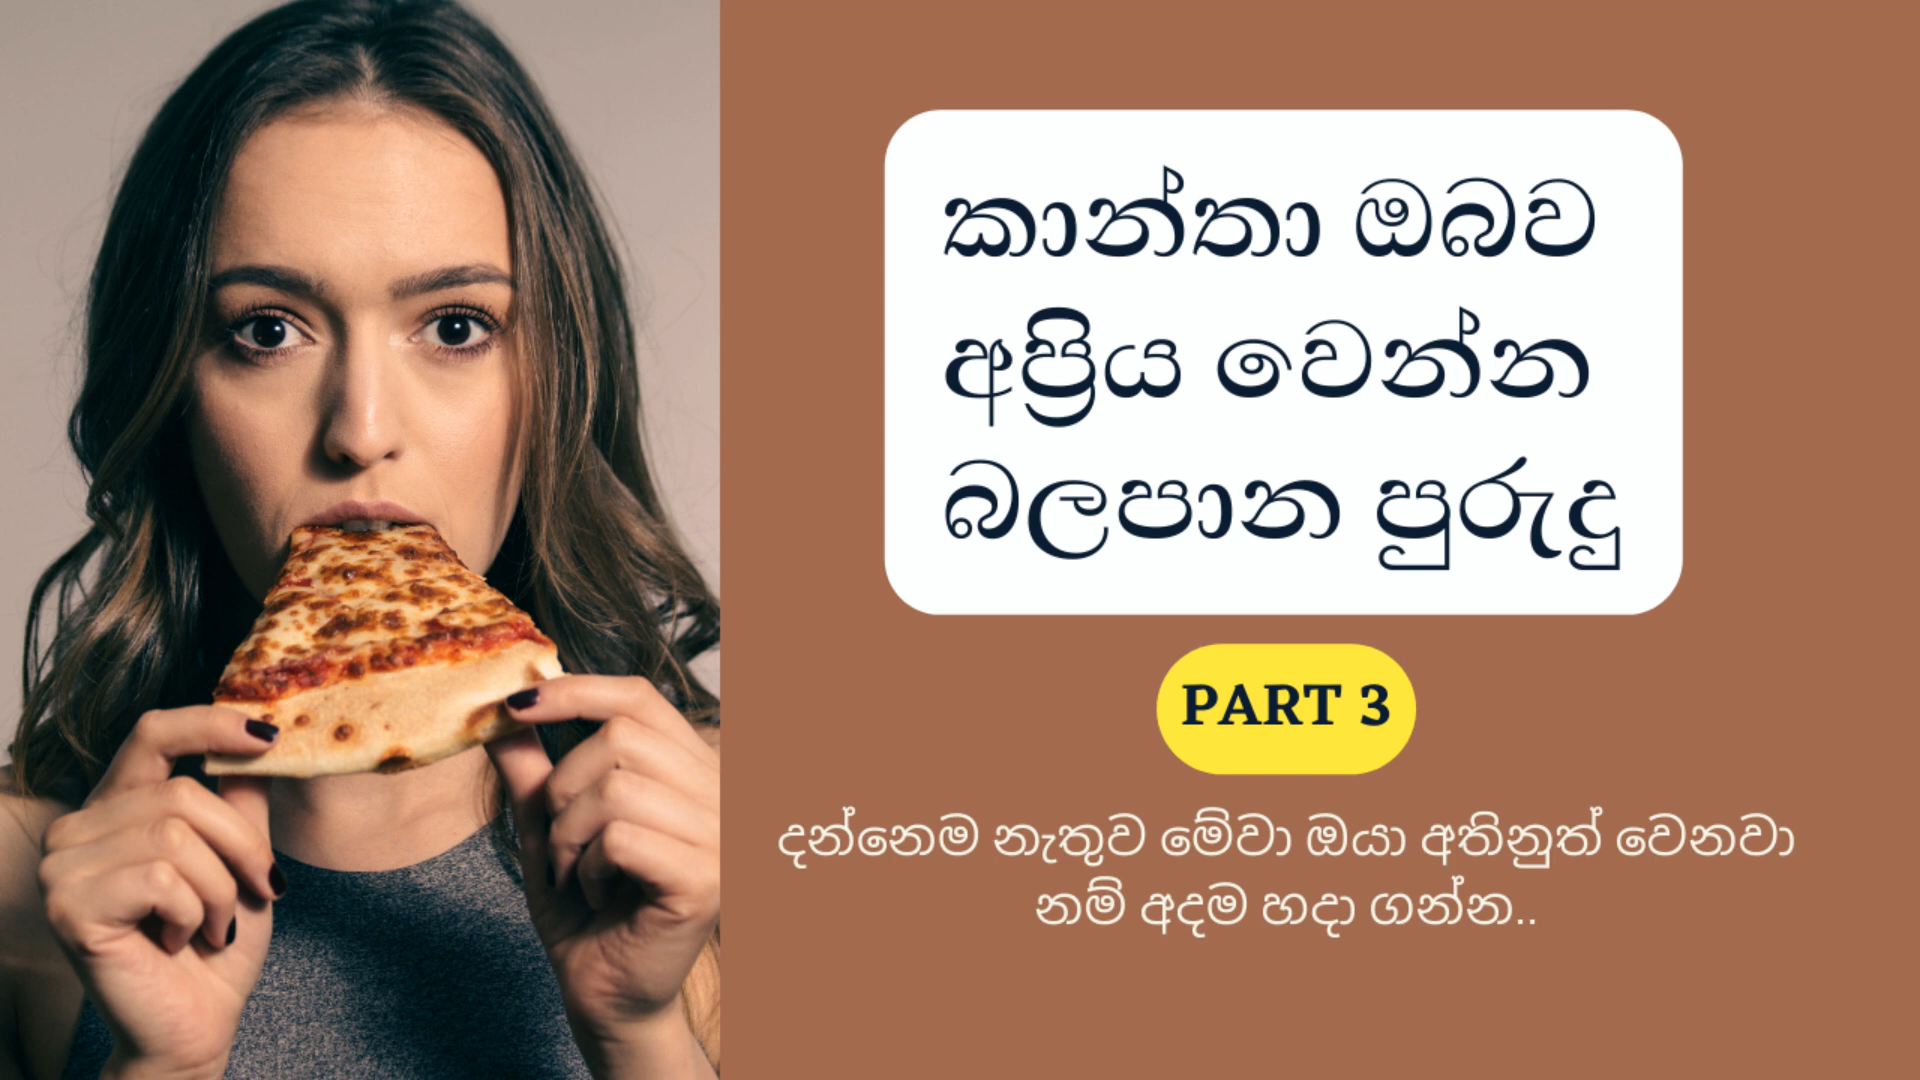 කාන්තා ඔබව
අප්‍රිය වෙන්න
බලපාන පුරුදු
PART 3
දන්නෙම නැතුව මේවා ඔයා අතිනුත් වෙනවා
නම් අදම හදා ගන්න..